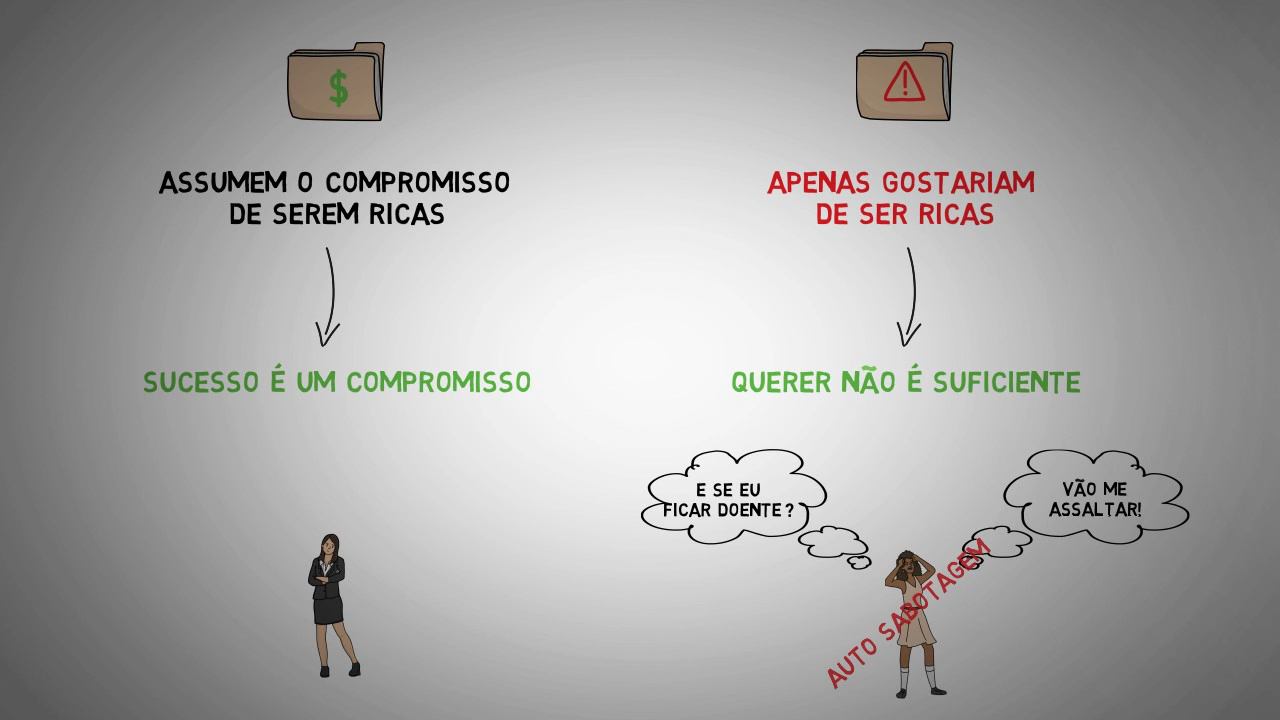 $
ASSUMEM O COMPROMISSO
DE SEREM RICAS
SUCESSO É UM COMPROMISSO
!
APENAS GOSTARIAM
DE SER RICAS
QUERER NÃO É SUFICIENTE
E SE EU
FICAR DOENTE?
VÃO ME
ASSALTAR!
AUTO SABOTAGEM